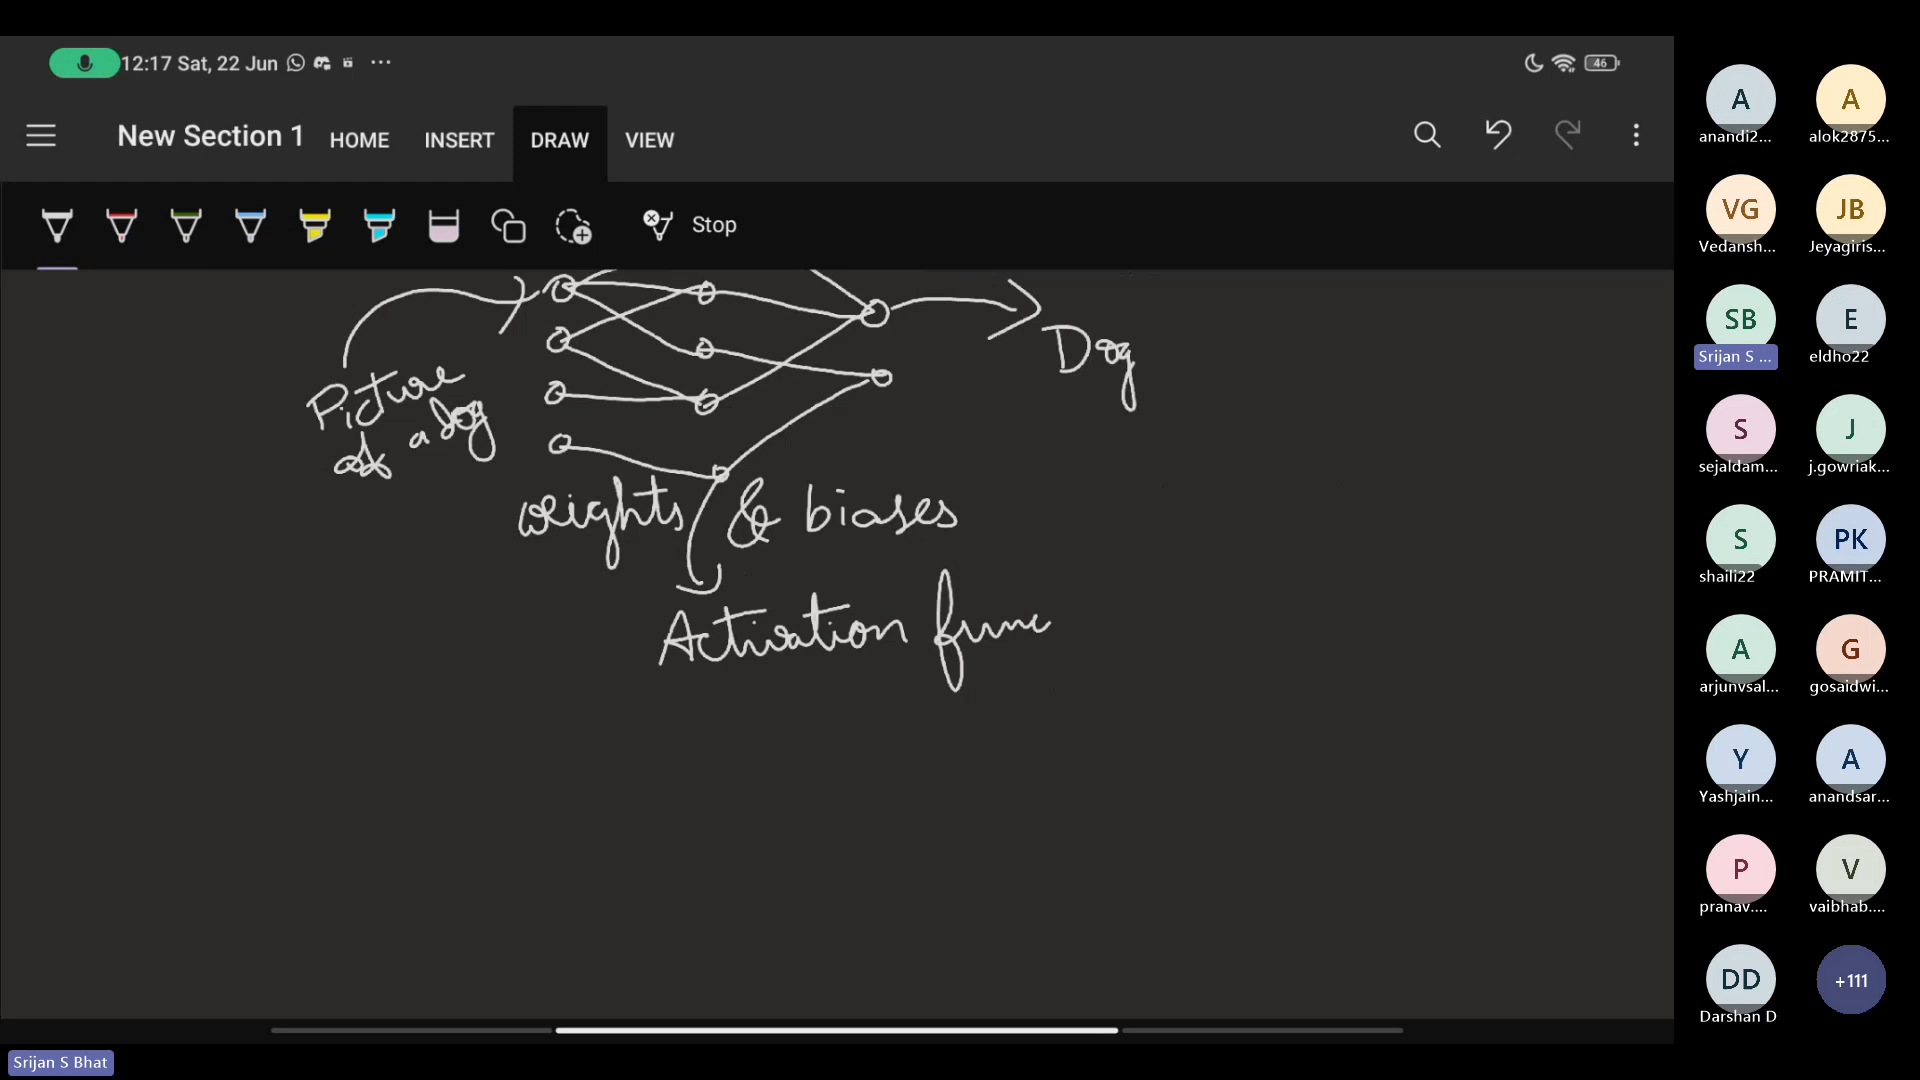 12:17 Sat, 22 Jun ...
46
New Section 1 HOME INSERT DRAW VIEW
Stop
Picture
of a dog
Dog
weights & biases
Activation func
A
anandi2...
A
alok2875...
VG
Vedansh...
JB
Jeyagiris...
SB
Srijan S ...
E
eldho22
S
sejaldam...
J
j.gowriak...
S
shaili22
PK
PRAMIT...
A
arjunvsal...
G
gosaidwi...
Y
Yashjain...
A
anandsar...
P
pranav....
V
vaibhab....
DD
Darshan D
+111
Srijan S Bhat